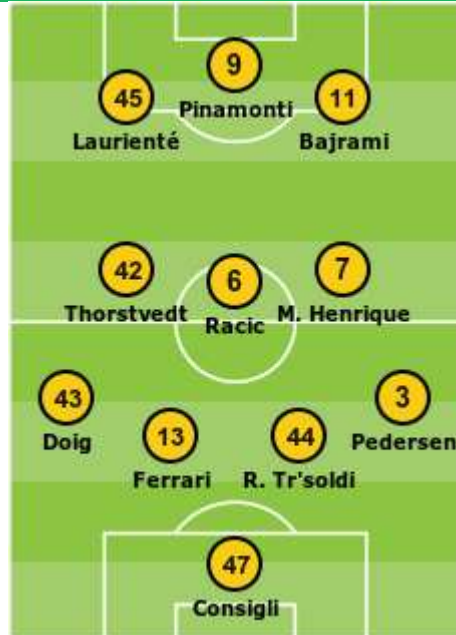 9
Pinamonti
45
Laurienté
11
Bajrami
42
Thorstvedt
6
Racic
7
M. Henrique
43
Doig
13
Ferrari
44
R. Tr'soldi
3
Pedersen
47
Consigli